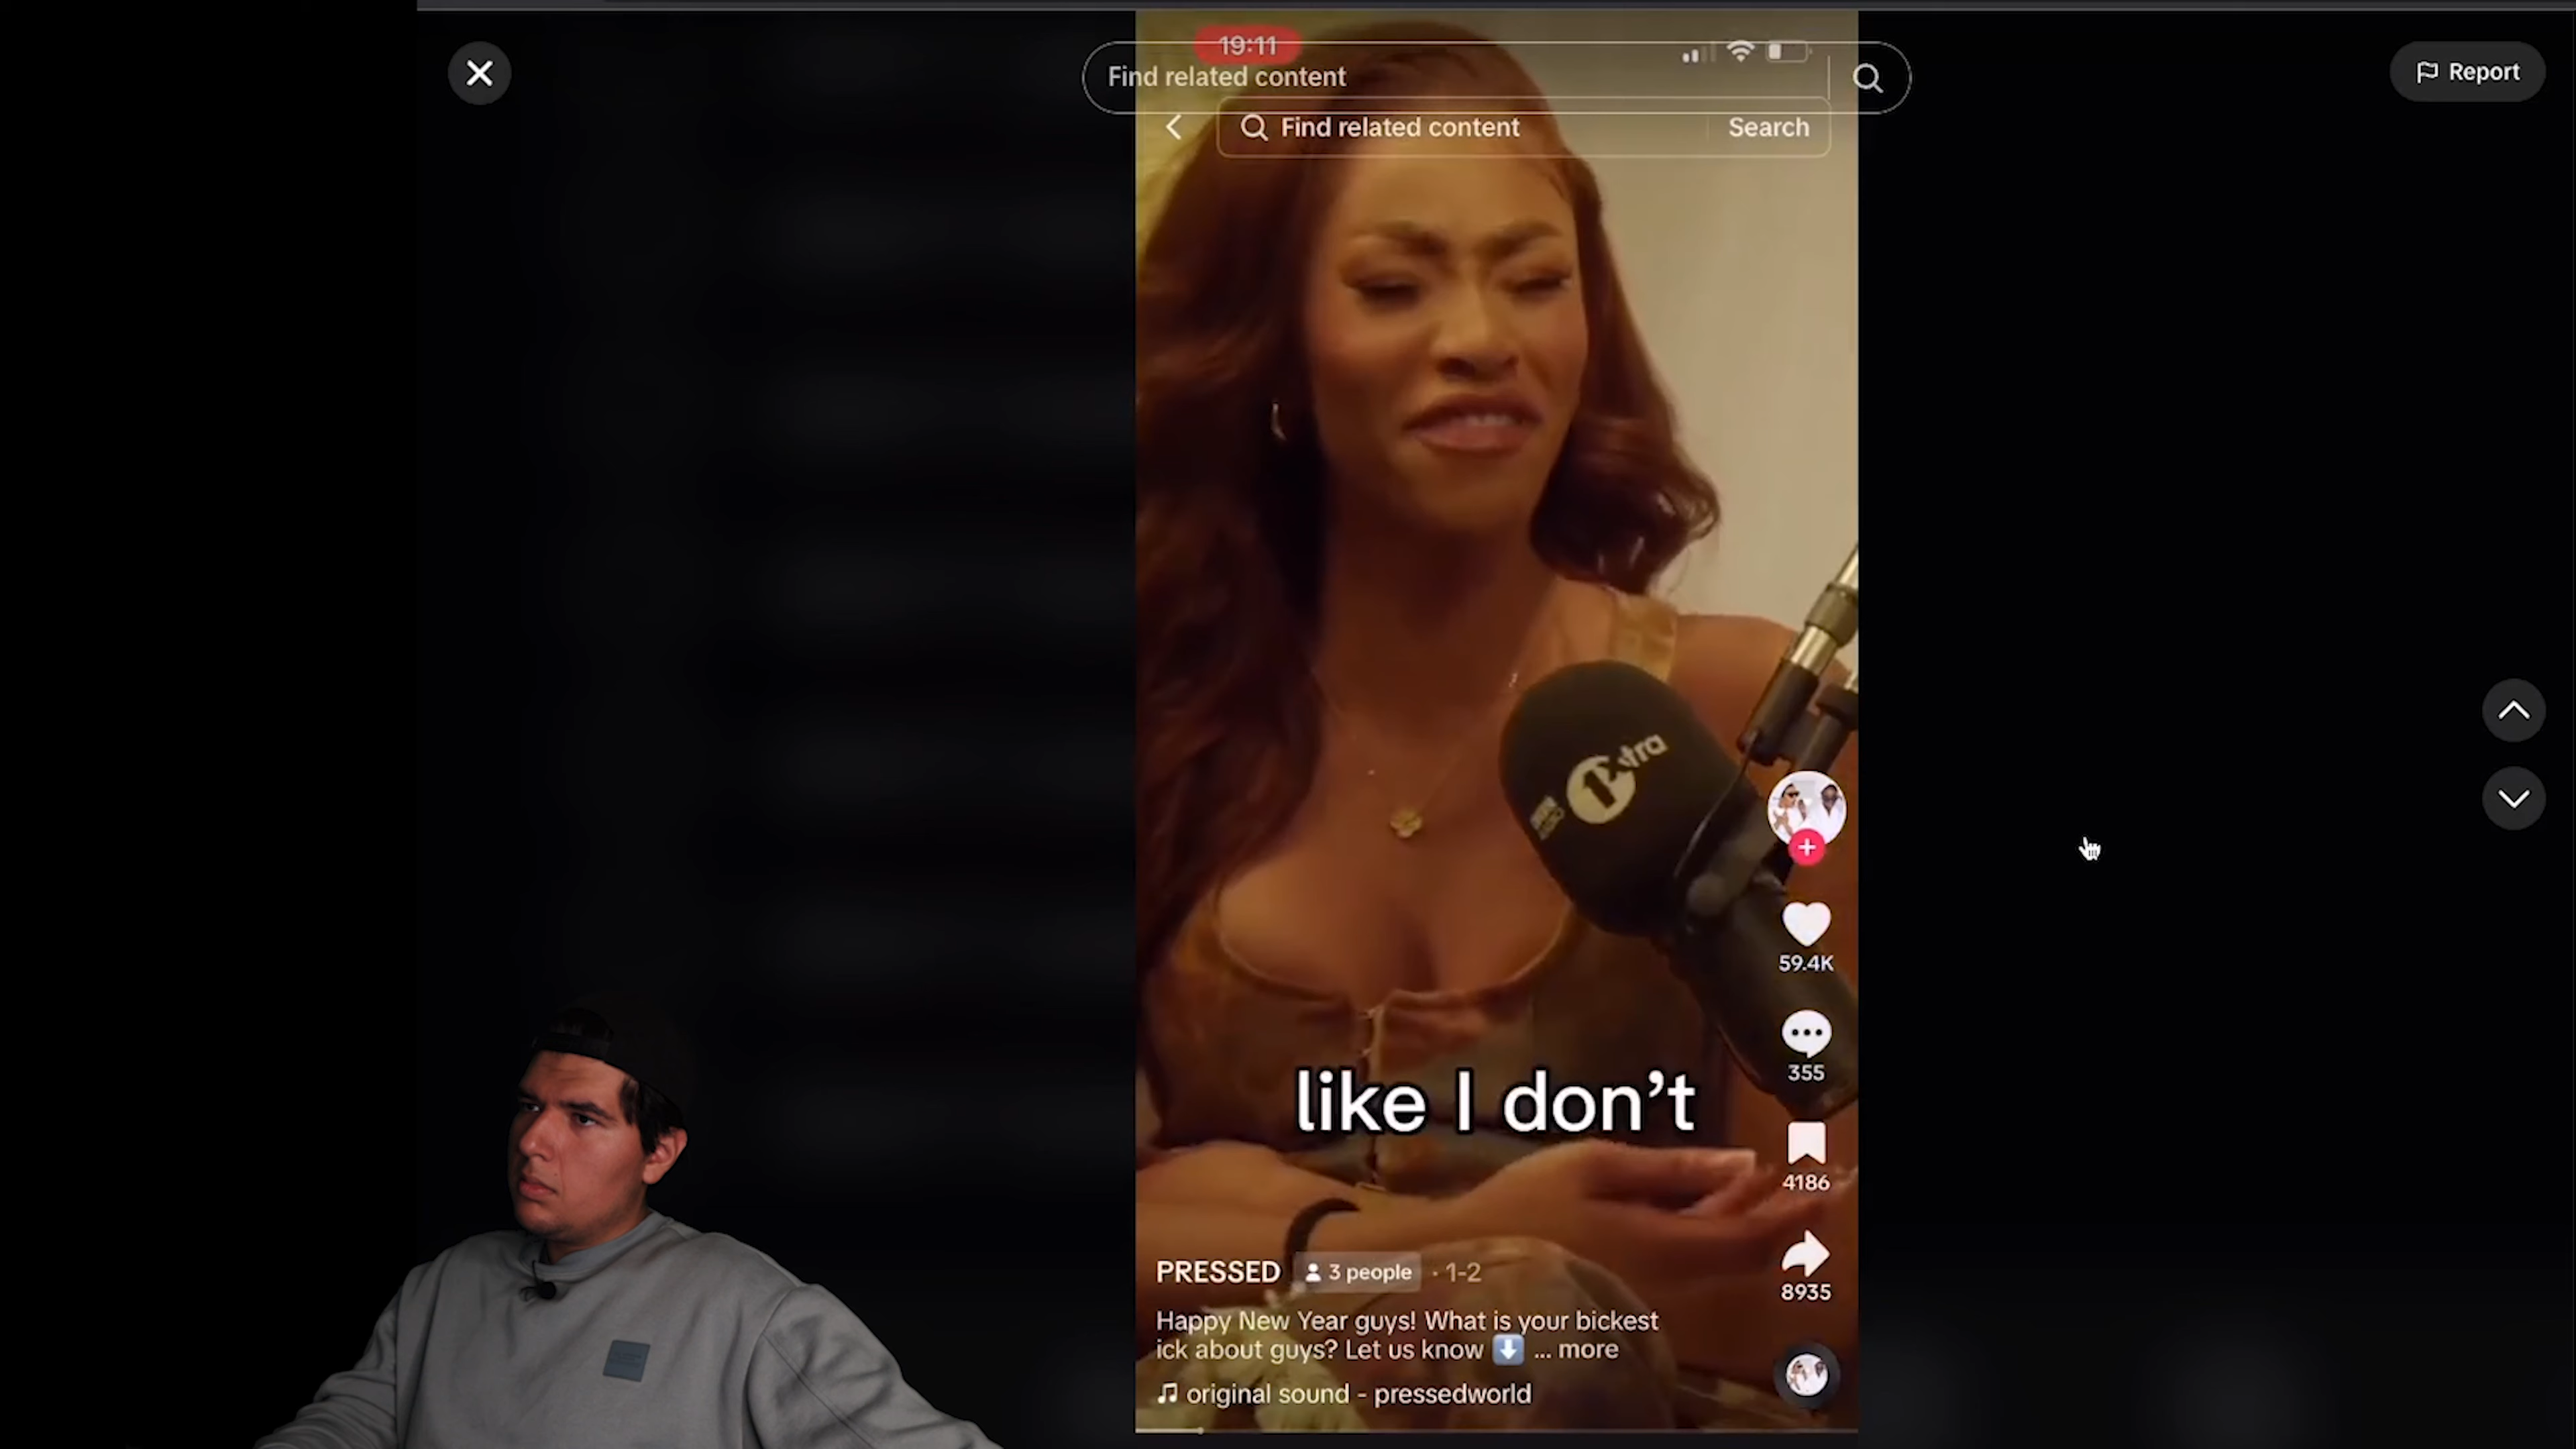 19:11
Find related content
Report
Find related content
Search
1Xtra
like I don't
59.4K
355
4186
8935
PRESSED 3 people · 1-2
Happy New Year guys! What is your bickest
ick about guys? Let us know ⬇️ ... more
original sound - pressedworld